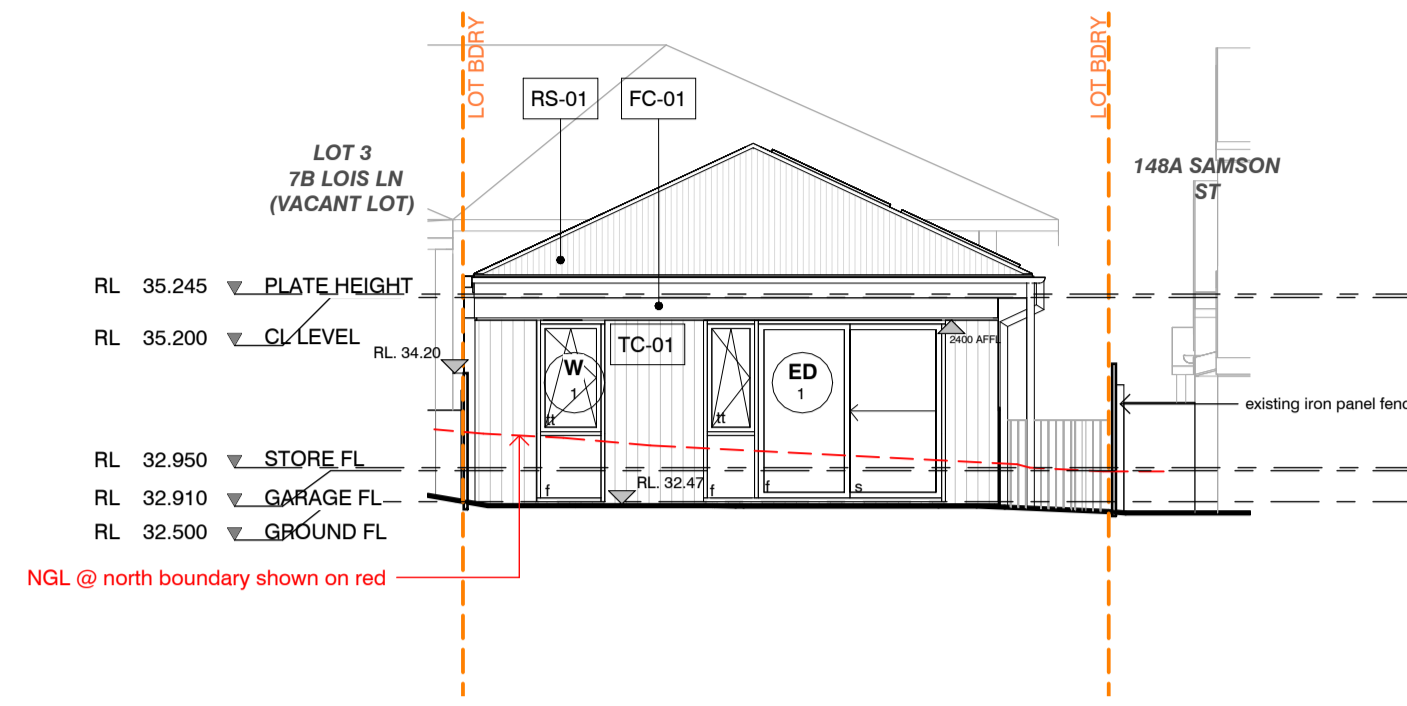 LOT BDRY
LOT BDRY
RS-01
FC-01
LOT 3
7B LOIS LN
(VACANT LOT)
148A SAMSON
ST
RL 35.245 PLATE HEIGHT
RL 35.200 CL LEVEL
RL. 34.20
TC-01
2400 AFFL
W
1
ED
1
tt
tt
existing iron panel fenc
RL 32.950 STORE FL
RL. 32.47
f
f
f
s
RL 32.910 GARAGE FL
RL 32.500 GROUND FL
NGL @ north boundary shown on red